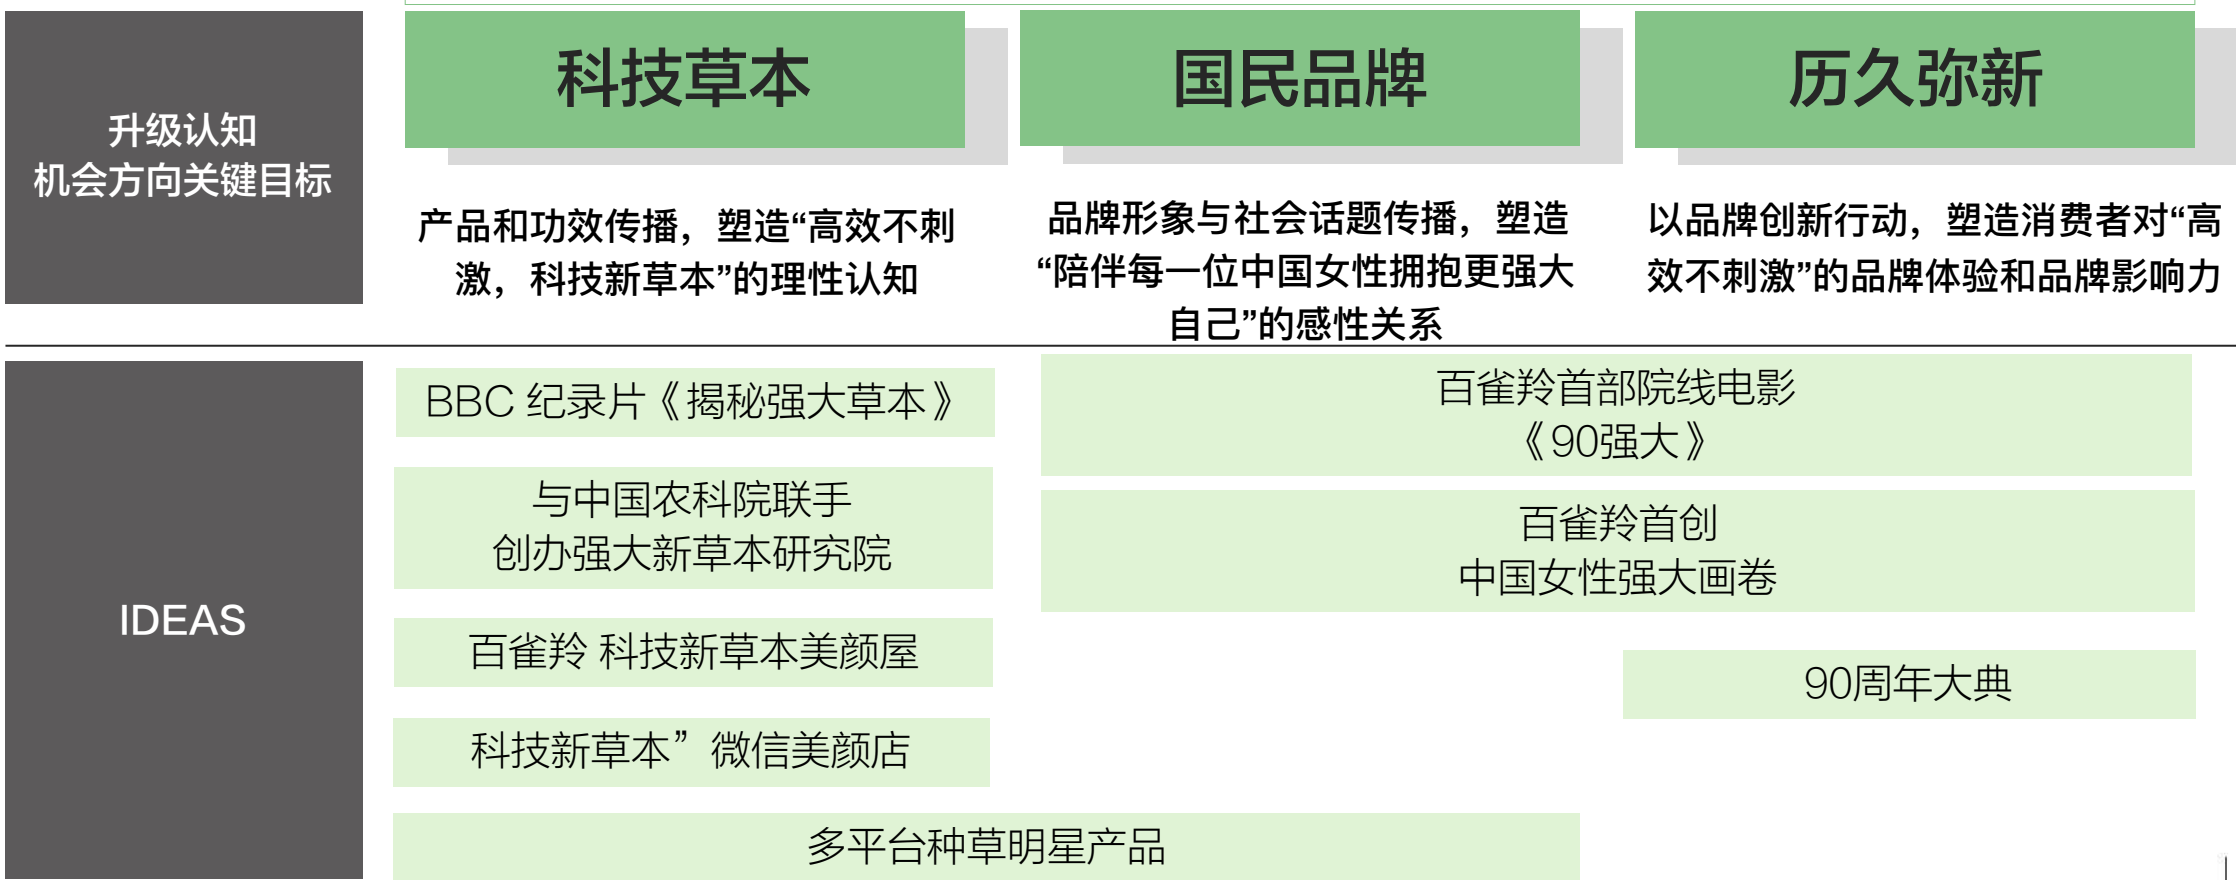 科技草本
国民品牌
历久弥新
升级认知
机会方向关键目标
产品和功效传播，塑造“高效不刺
激，科技新草本”的理性认知
品牌形象与社会话题传播，塑造
“陪伴每一位中国女性拥抱更强大
自己”的感性关系
以品牌创新行动，塑造消费者对“高
效不刺激”的品牌体验和品牌影响力
IDEAS
BBC 纪录片《揭秘强大草本》
与中国农科院联手
创办强大新草本研究院
百雀羚 科技新草本美颜屋
科技新草本”微信美颜店
多平台种草明星产品
百雀羚首部院线电影
《90强大》
百雀羚首创
中国女性强大画卷
90周年大典